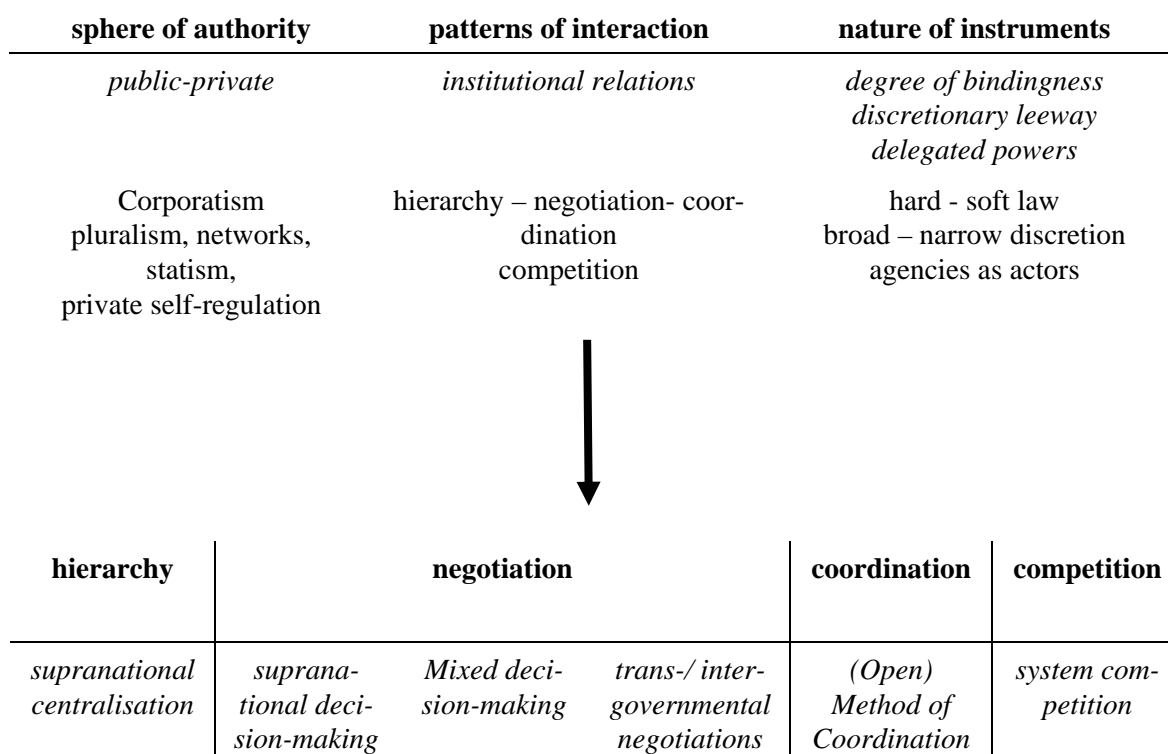 sphere of authority patterns of interaction nature of instruments
public-private institutional relations degree of bindingness
discretionary leeway
delegated powers
Corporatism hierarchy – negotiation- coor- hard - soft law
pluralism, networks, dination broad – narrow discretion
statism, competition agencies as actors
private self-regulation
hierarchy negotiation coordination competition
supranational suprana- Mixed deci- trans-/ inter- (Open) system com-
centralisation tional deci- sion-making governmental Method of petition
sion-making negotiations Coordination